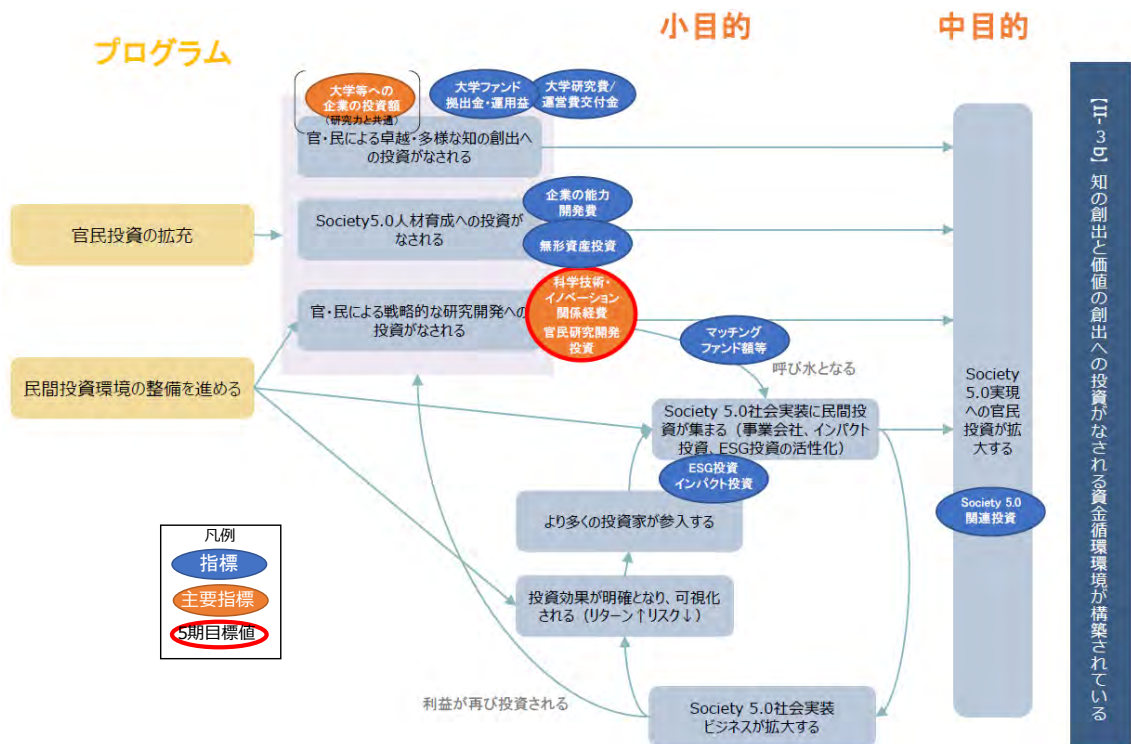 プログラム
小目的
中目的
大学等への
企業の投資額
(研究力と共通)
大学ファンド
拠出金・運用益
大学研究費/
運営費交付金
官・民による卓越・多様な知の創出へ
の投資がなされる
官民投資の拡充
Society5.0人材育成への投資が
なされる
企業の能力
開発費
無形資産投資
官・民による戦略的な研究開発への
投資がなされる
科学技術・
イノベーション
関係経費
官民研究開発
投資
マッチング
ファンド額等
呼び水となる
民間投資環境の整備を進める
Society 5.0社会実装に民間投
資が集まる（事業会社、インパクト
投資、ESG投資の活性化）
ESG投資
インパクト投資
より多くの投資家が参入する
投資効果が明確となり、可視化
される（リターン↑リスク↓）
利益が再び投資される
Society 5.0社会実装
ビジネスが拡大する
Society
5.0実現
への官民
投資が拡
大する
Society 5.0
関連投資
【Ⅱ-３b】知の創出と価値の創出への投資がなされる資金循環環境が構築されている
凡例
指標
主要指標
5期目標値